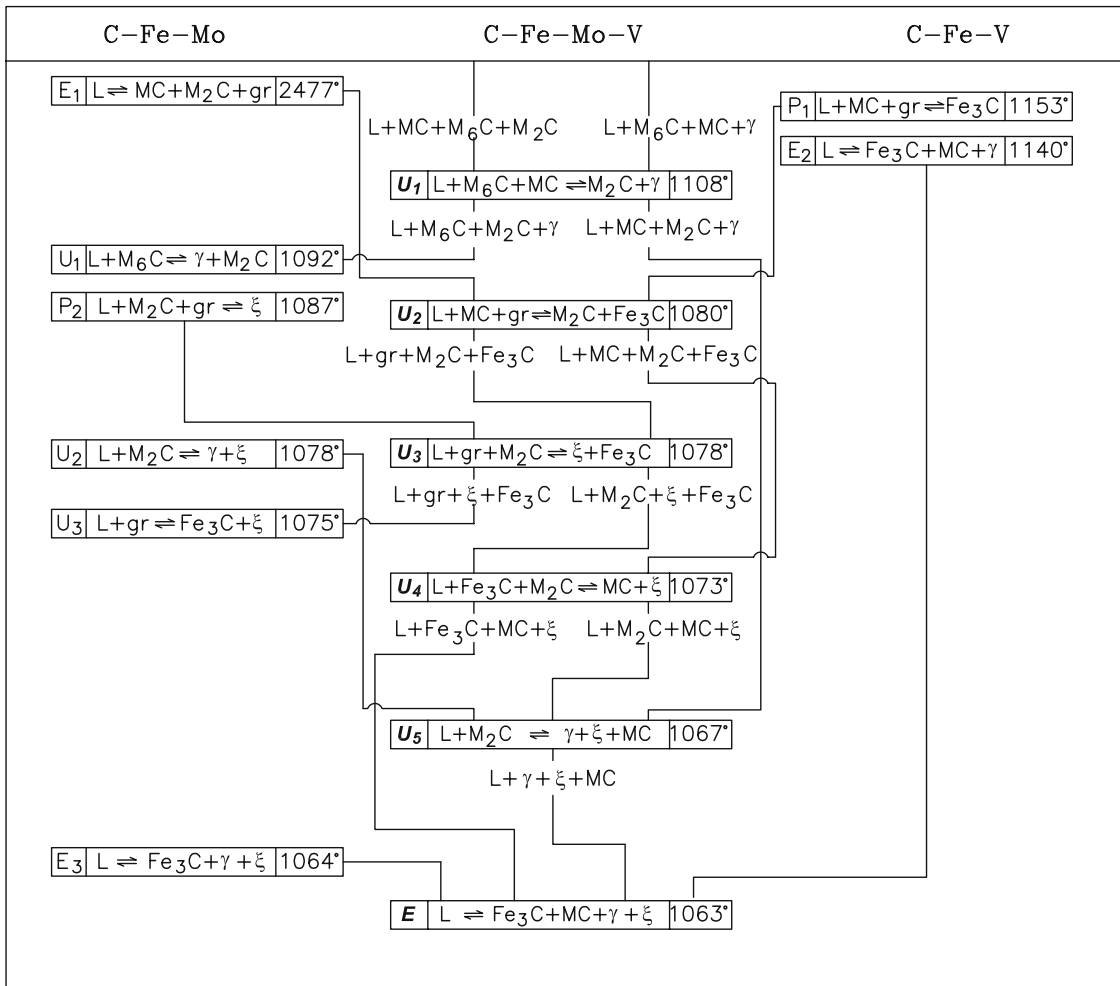 C-Fe-Mo C-Fe-Mo-V C-Fe-V
E₁ L⇌ MC+M₂C+gr 2477°
P₁ L+MC+gr⇌Fe₃C 1153°
L+MC+M₆C+M₂C L+M₆C+MC+γ
E₂ L⇌ Fe₃C+MC+γ 1140°
U₁ L+M₆C+MC ⇌M₂C+γ 1108°
L+M₆C+M₂C+γ L+MC+M₂C+γ
U₁ L+M₆C⇌ γ+M₂C 1092°
P₂ L+M₂C+gr ⇌ ξ 1087°
U₂ L+MC+gr⇌M₂C+Fe₃C 1080°
L+gr+M₂C+Fe₃C L+MC+M₂C+Fe₃C
U₂ L+M₂C⇌ γ+ξ 1078°
U₃ L+gr+M₂C⇌ξ+Fe₃C 1078°
L+gr+ξ+Fe₃C L+M₂C+ξ+Fe₃C
U₃ L+gr⇌Fe₃C+ξ 1075°
U₄ L+Fe₃C+M₂C⇌MC+ξ 1073°
L+Fe₃C+MC+ξ L+M₂C+MC+ξ
U₅ L+M₂C ⇌ γ+ξ+MC 1067°
L+γ+ξ+MC
E₃ L ⇌ Fe₃C+γ+ξ 1064°
E L ⇌ Fe₃C+MC+γ+ξ 1063°